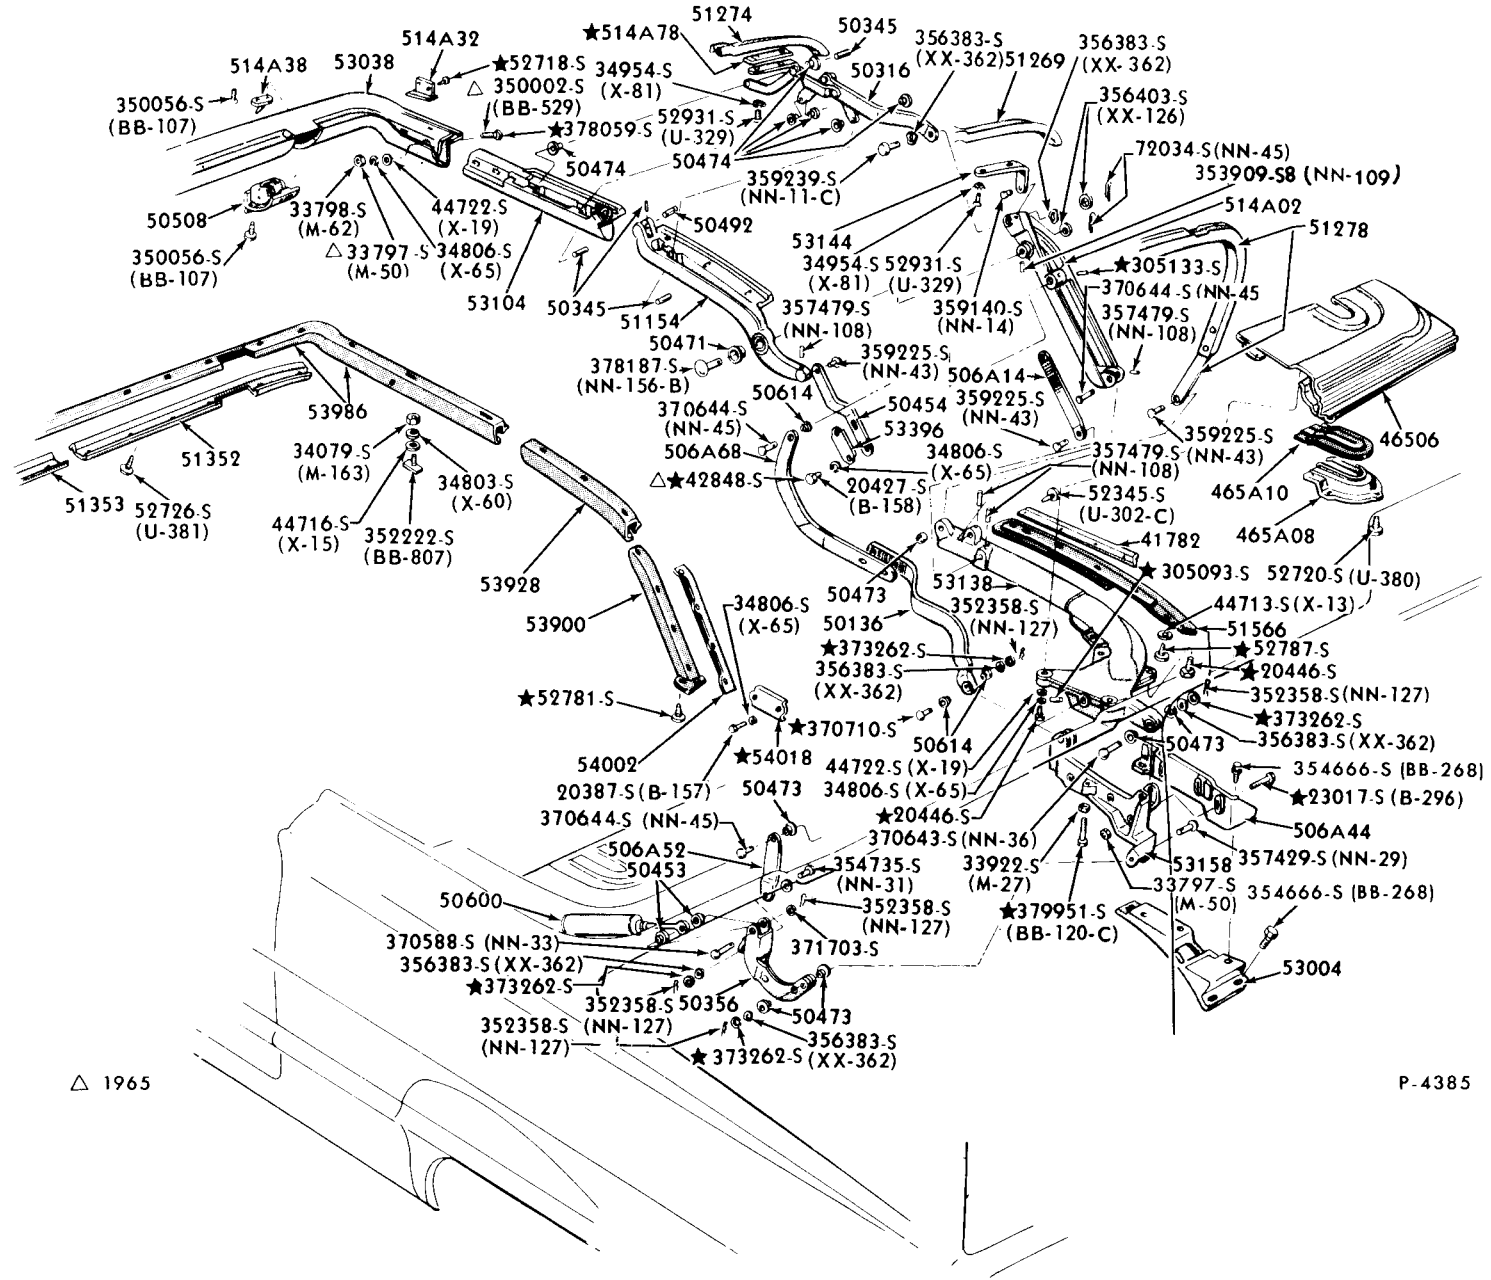 51274
★514A78
50345
356383-S
(XX-362)
51269
356383-S
(XX-362)
514A32
53038
514A38
★52718-S
△ 350002-S
(BB-529)
34954-S
(X-81)
50316
350056-S
(BB-107)
★378059-S
52931-S
(U-329)
356403-S
(XX-126)
50474
50474
72034-S (NN-45)
353909-S8 (NN-109)
359239-S
(NN-11-C)
514A02
50508
33798-S
(M-62)
44722-S
(X-19)
50492
51278
350056-S
(BB-107)
△ 33797-S
(M-50)
34806-S
(X-65)
53144
34954-S
(X-81)
52931-S
(U-329)
★305133-S
370644-S (NN-45
53104
50345
51154
357479-S
(NN-108)
359140-S
(NN-14)
357479-S
(NN-108)
50471
378187-S
(NN-156-B)
359225-S
(NN-43)
506A14
50614
359225-S
(NN-43)
53986
370644-S
(NN-45)
50454
53396
506A68
359225-S
(NN-43)
46506
51352
34079-S
(M-163)
34806-S
(X-65)
357479-S
(NN-108)
34803-S
(X-60)
△★42848-S
20427-S
(B-158)
52345-S
(U-302-C)
465A10
51353
52726-S
(U-381)
44716-S
(X-15)
352222-S
(BB-807)
465A08
41782
53928
★305093-S
52720-S (U-380)
53138
50473
352358-S
(NN-127)
44713-S (X-13)
53900
34806-S
(X-65)
50136
51566
★373262-S
★52787-S
356383-S
(XX-362)
★20446-S
352358-S (NN-127)
★52781-S
★373262-S
★370710-S
50614
50473
356383-S (XX-362)
★54018
54002
44722-S (X-19)
354666-S (BB-268)
20387-S (B-157)
50473
34806-S (X-65)
★23017-S (B-296)
370644-S (NN-45)
★20446-S
506A44
370643-S (NN-36)
506A52
50453
354735-S
(NN-31)
33922-S
(M-27)
53158
357429-S (NN-29)
33797-S
(M-50)
354666-S (BB-268)
50600
352358-S
(NN-127)
★379951-S
(BB-120-C)
370588-S (NN-33)
371703-S
356383-S (XX-362)
53004
★373262-S
352358-S
(NN-127)
50356
50473
352358-S
(NN-127)
356383-S
(XX-362)
★373262-S
△ 1965
P-4385